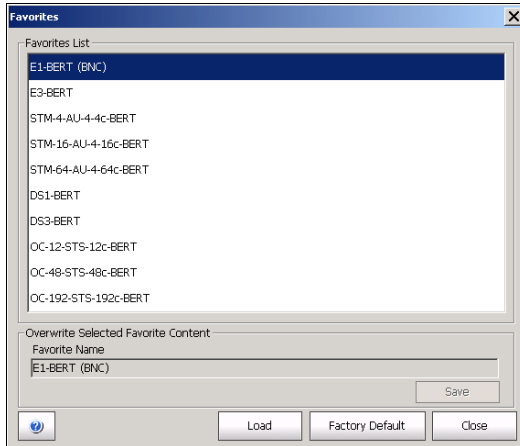 Favorites
Favorites List
E1-BERT (BNC)
E3-BERT
STM-4-AU-4-4c-BERT
STM-16-AU-4-16c-BERT
STM-64-AU-4-64c-BERT
DS1-BERT
DS3-BERT
OC-12-STS-12c-BERT
OC-48-STS-48c-BERT
OC-192-STS-192c-BERT
Overwrite Selected Favorite Content
Favorite Name
E1-BERT (BNC)
Save
? Load Factory Default Close